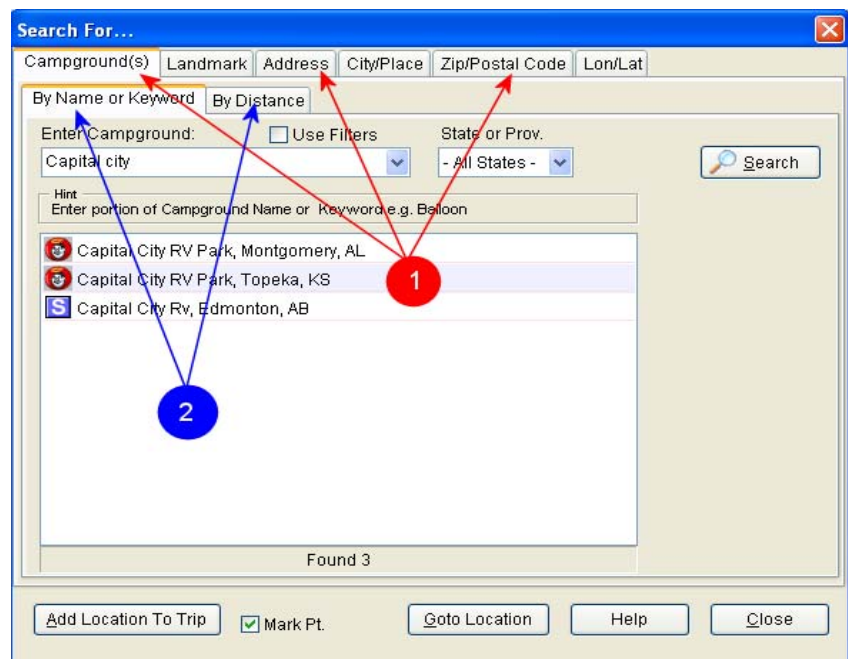 Search For...
Campground(s) Landmark Address City/Place Zip/Postal Code Lon/Lat
By Name or Keyword By Distance
Enter Campground: Use Filters State or Prov.
Capital city - All States - Search
Hint
Enter portion of Campground Name or Keyword e.g. Balloon
Capital City RV Park, Montgomery, AL
Capital City RV Park, Topeka, KS
1
S Capital City Rv, Edmonton, AB
2
Found 3
Add Location To Trip Mark Pt. Goto Location Help Close